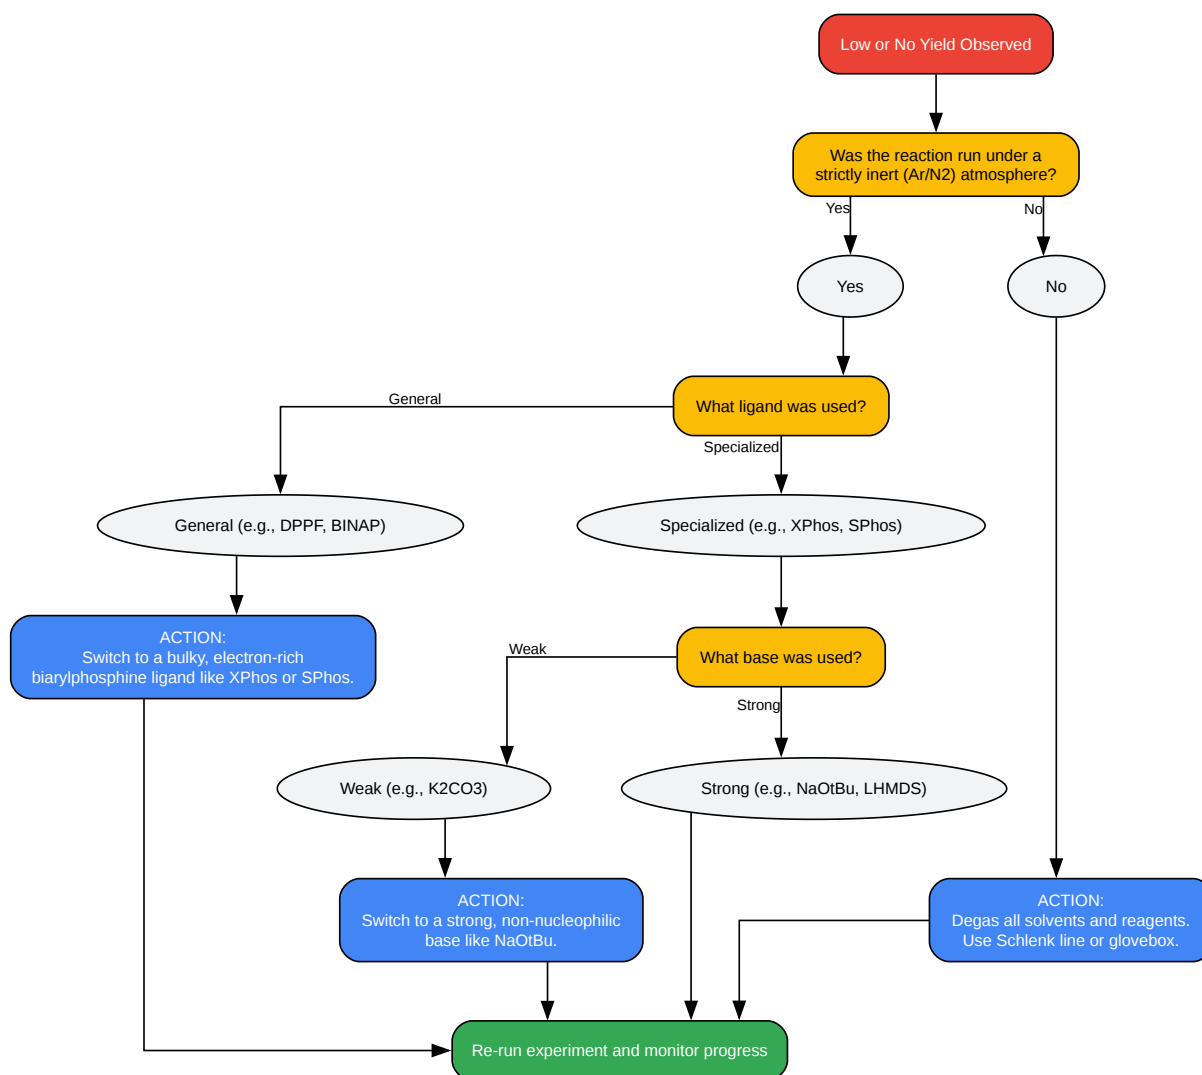 Low or No Yield Observed
Was the reaction run under a
strictly inert (Ar/N2) atmosphere?
Yes
No
Yes
No
What ligand was used?
General
Specialized
General (e.g., DPPF, BINAP)
Specialized (e.g., XPhos, SPhos)
ACTION:
Switch to a bulky, electron-rich
biarylphosphine ligand like XPhos or SPhos.
What base was used?
Weak
Strong
Weak (e.g., K2CO3)
Strong (e.g., NaOtBu, LHMDS)
ACTION:
Switch to a strong, non-nucleophilic
base like NaOtBu.
ACTION:
Degas all solvents and reagents.
Use Schlenk line or glovebox.
Re-run experiment and monitor progress